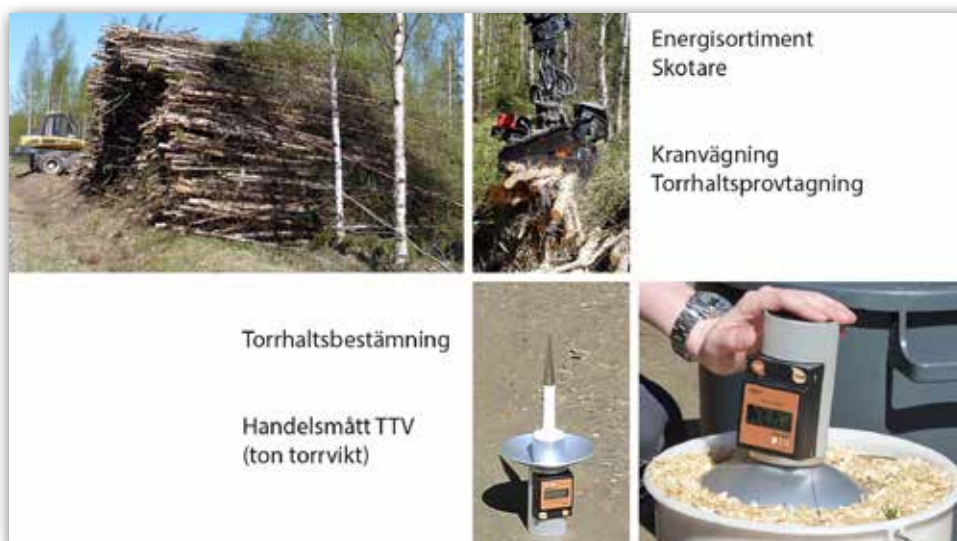 Energisortiment
Skotare
Kranvägning
Torrhaltsprovtagning
Torrhaltsbestämning
Handelsmått TTV
(ton torrvikt)